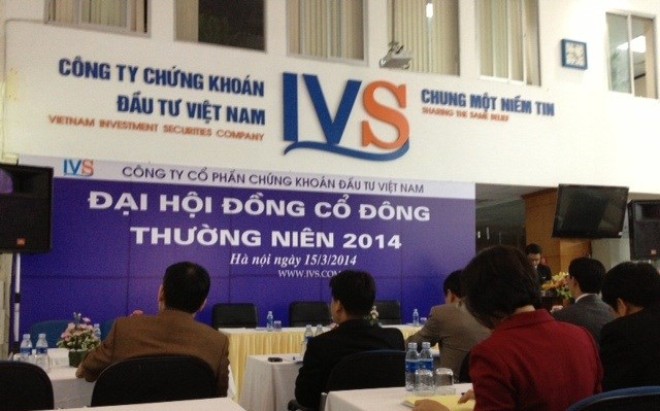 CÔNG TY CHỨNG KHOÁN
ĐẦU TƯ VIỆT NAM
VIETNAM INVESTMENT SECURITIES COMPANY
IVS
CHUNG MỘT NIỀM TIN
SHARING THE SAME BELIEF
IVS
CÔNG TY CỔ PHẦN CHỨNG KHOÁN ĐẦU TƯ VIỆT NAM
ĐẠI HỘI ĐỒNG CỔ ĐÔNG
THƯỜNG NIÊN 2014
Hà nội ngày 15/3/2014
WWW.IVS.COM